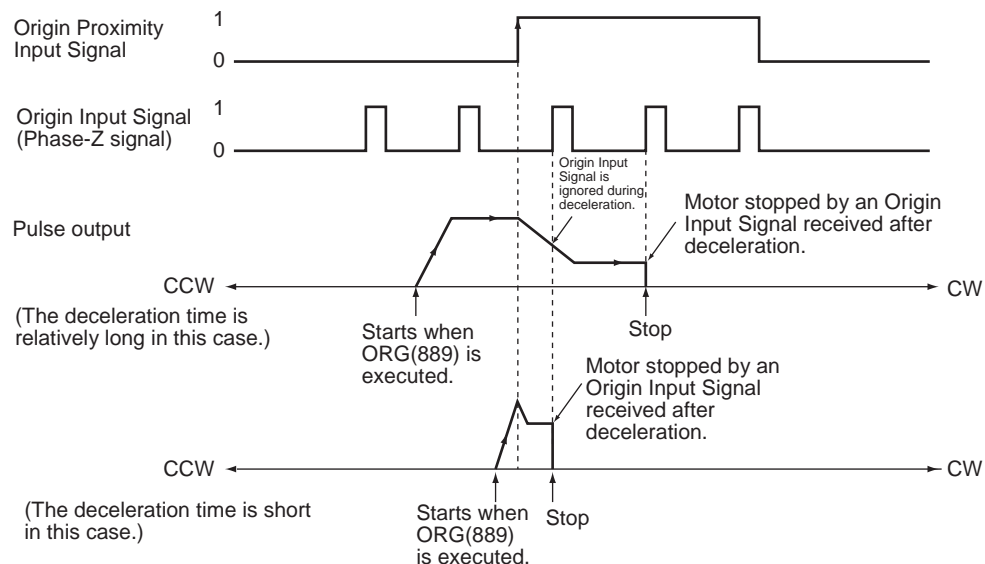 Origin Proximity
Input Signal
1
0
Origin Input Signal
(Phase-Z signal)
1
0
Origin Input
Signal is
ignored during
deceleration.
Pulse output
Motor stopped by an Origin
Input Signal received after
deceleration.
CCW
CW
(The deceleration time is
relatively long in this case.)
Starts when
ORG(889) is
executed.
Stop
Motor stopped by an
Origin Input Signal
received after
deceleration.
CCW
CW
(The deceleration time is short
in this case.)
Starts when
ORG(889)
is executed.
Stop